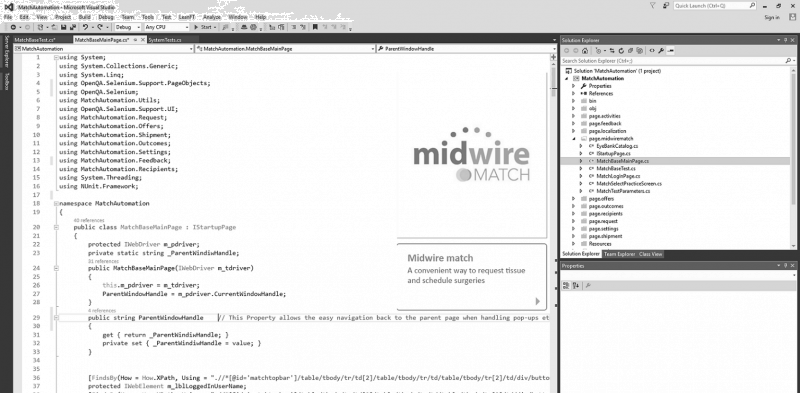 MatchAutomation - Microsoft Visual Studio
Quick Launch (Ctrl+Q)
File Edit View Project Build Debug Team Tools Test LeanFT Analyze Window Help
Sign in
Debug Any CPU Start
Server Explorer
Toolbox
MatchBaseTest.cs* MatchBaseMainPage.cs* SystemTests.cs
MatchAutomation MatchAutomation.MatchBaseMainPage ParentWindowHandle
1 using System;
2 using System.Collections.Generic;
3 using System.Linq;
4 using OpenQA.Selenium.Support.PageObjects;
5 using OpenQA.Selenium;
6 using MatchAutomation.Utils;
7 using OpenQA.Selenium.Support.UI;
8 using MatchAutomation.Request;
9 using MatchAutomation.Offers;
10 using MatchAutomation.Shipment;
11 using MatchAutomation.Outcomes;
12 using MatchAutomation.Settings;
13 using MatchAutomation.Feedback;
14 using MatchAutomation.Recipients;
15 using System.Threading;
16 using NUnit.Framework;
17
18 namespace MatchAutomation
19 {
40 references
20 public class MatchBaseMainPage : IStartupPage
21 {
22 protected IWebDriver m_pdriver;
23 private static string _ParentWindiwHandle;
31 references
24 public MatchBaseMainPage(IWebDriver m_tdriver)
25 {
26 this.m_pdriver = m_tdriver;
27 ParentWindowHandle = m_pdriver.CurrentWindowHandle;
28 }
4 references
29 public string ParentWindowHandle // This Property allows the easy navigation back to the parent page when handling pop-ups et
30 {
31 get { return _ParentWindiwHandle; }
32 private set { _ParentWindiwHandle = value; }
33 }
36 [FindsBy(How = How.XPath, Using = ".//*[@id='matchtopbar']/table/tbody/tr/td[2]/table/tbody/tr/td/table/tbody/tr[2]/td/div/butto
37 protected IWebElement m_lblLoggedInUserName;
midwire
MATCH
Midwire match
A convenient way to request tissue
and schedule surgeries
Solution Explorer
Search Solution Explorer (Ctrl+;)
Solution 'MatchAutomation' (1 project)
MatchAutomation
Properties
References
bin
obj
page.activities
page.feedback
page.localization
page.midwirematch
EyeBankCatalog.cs
IStartupPage.cs
MatchBaseMainPage.cs
MatchBaseTest.cs
MatchLoginPage.cs
MatchSelectPracticeScreen.cs
MatchTestParameters.cs
page.offers
page.outcomes
page.recipients
page.request
page.settings
page.shipment
Resources
Solution Explorer Team Explorer Class View
Properties